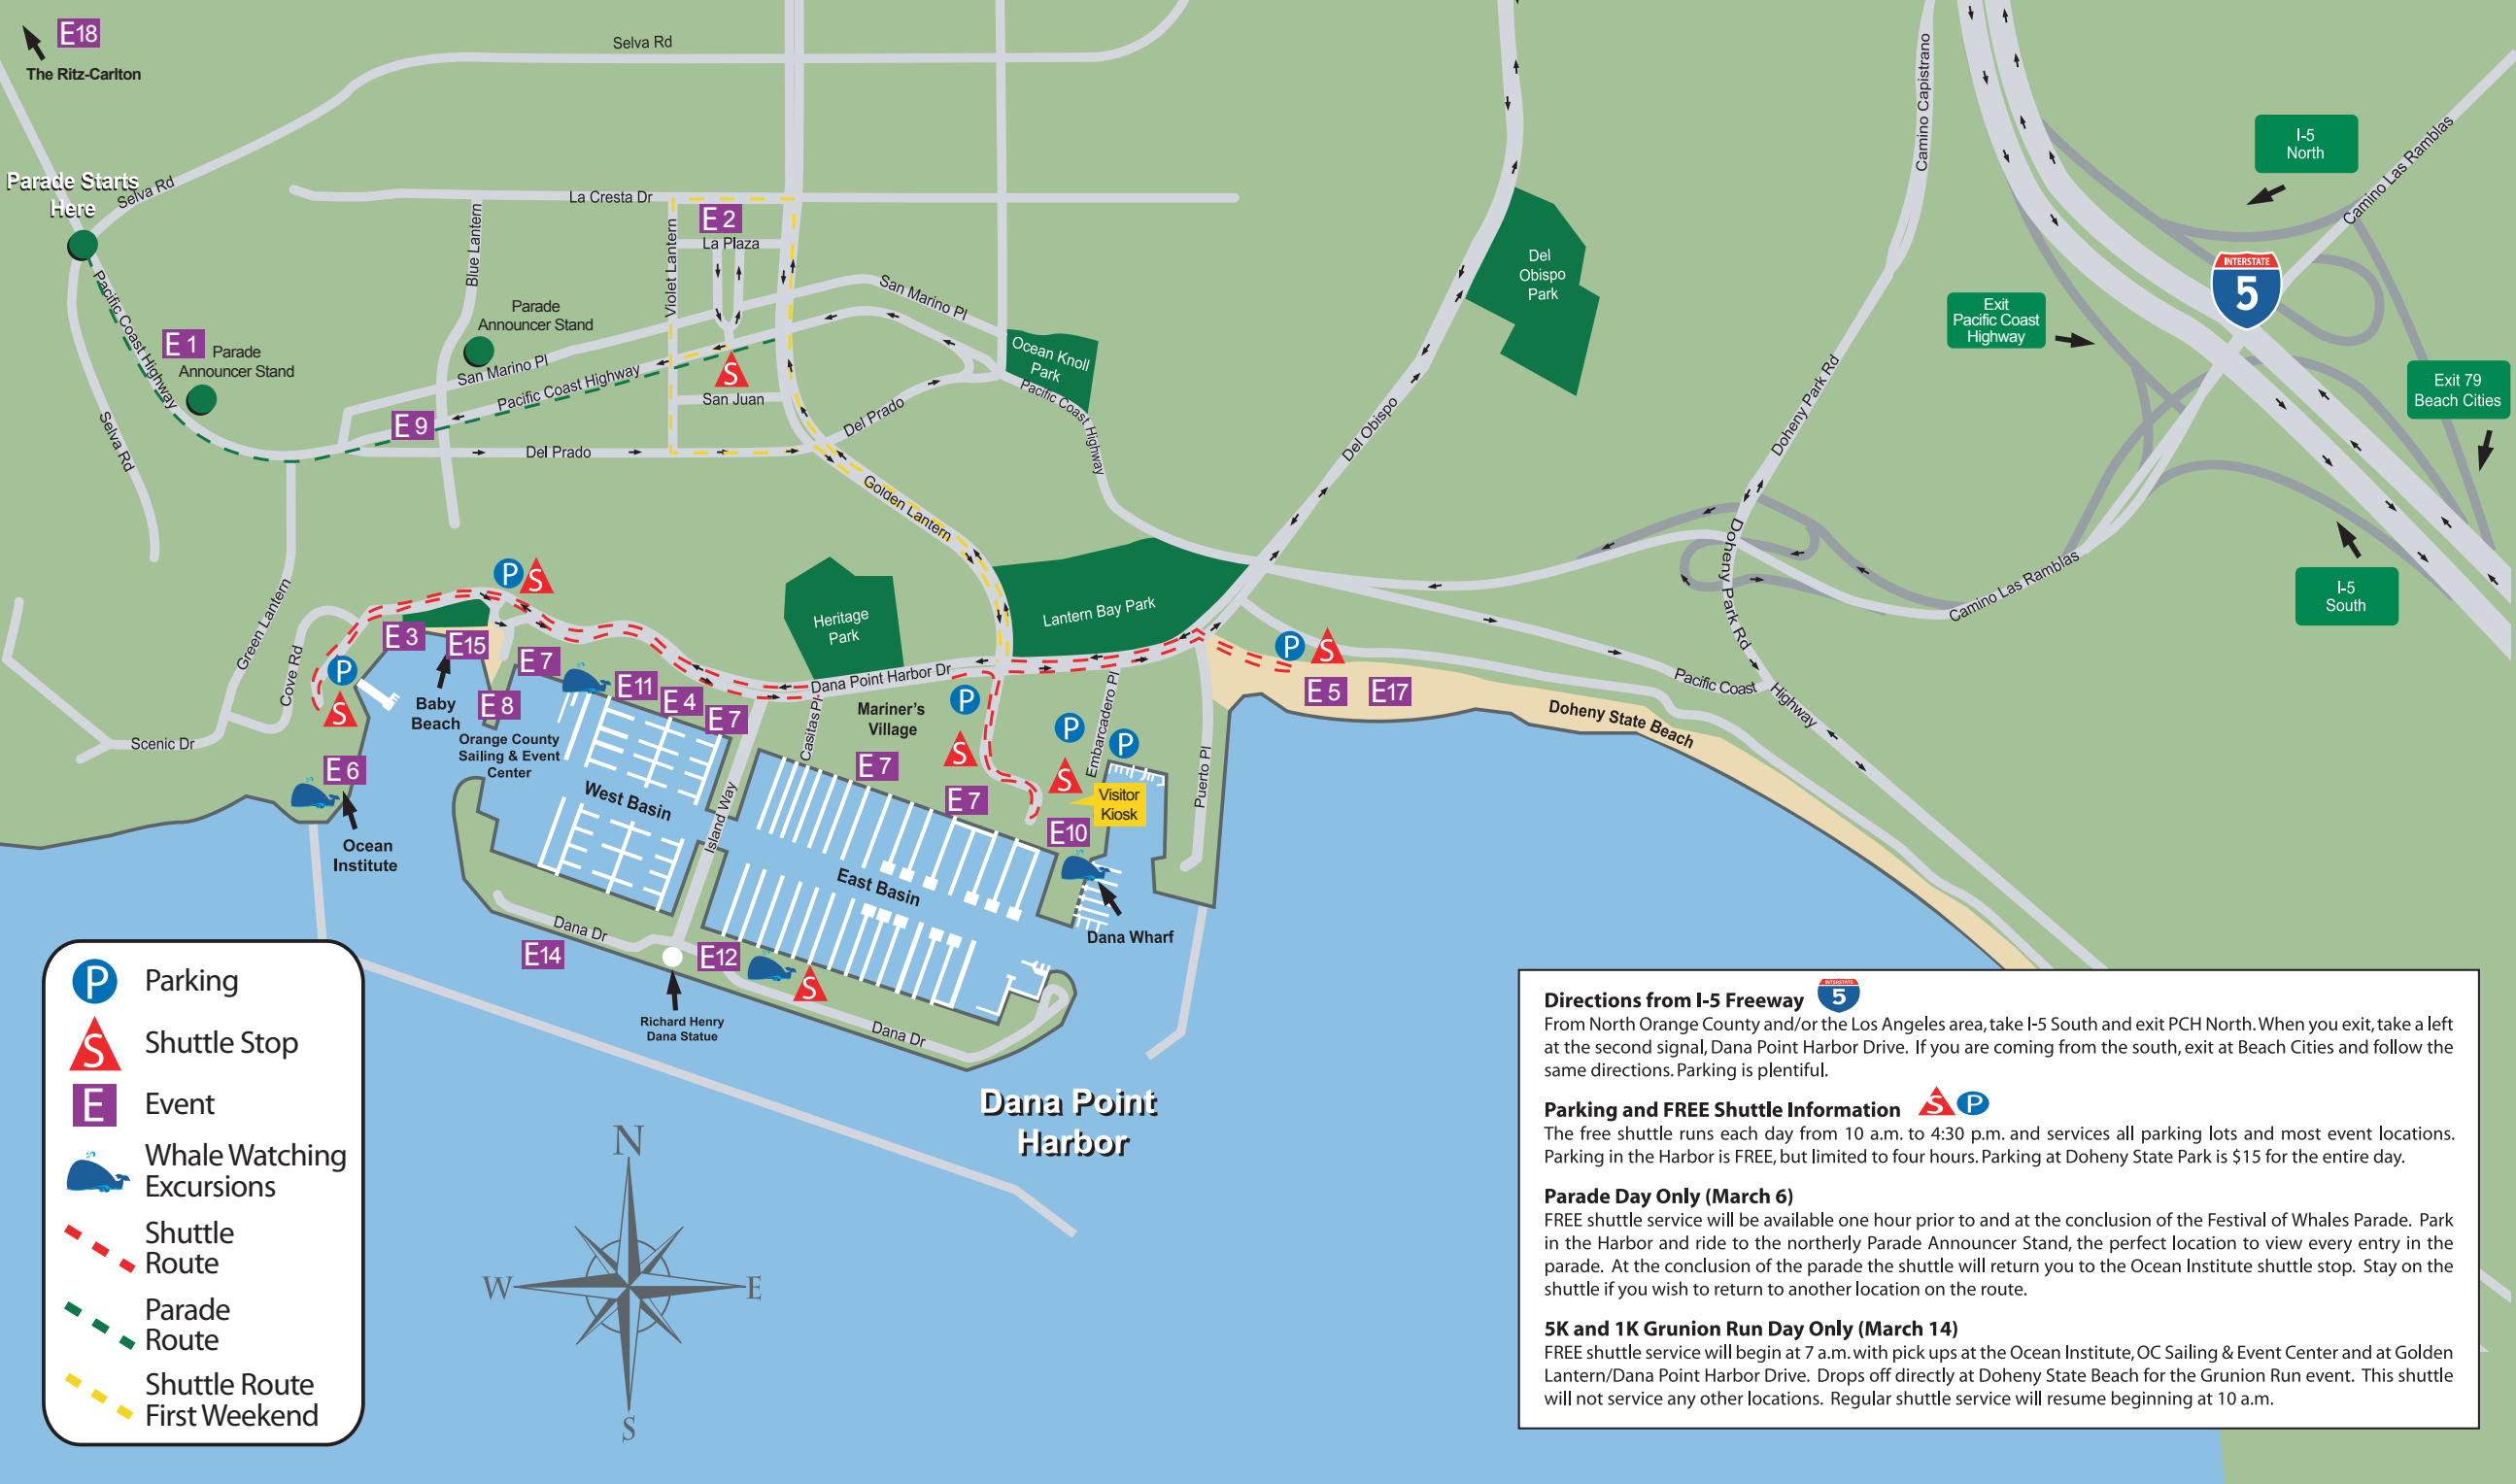 E18
The Ritz-Carlton
Selva Rd
Parade Starts
Here
Selva Rd
La Cresta Dr
E 2
La Plaza
Blue Lantern
Violet Lantern
Pacific Coast Highway
Parade
Announcer Stand
E 1
Parade
Announcer Stand
San Marino Pl
San Marino Pl
Pacific Coast Highway
S
San Juan
E 9
Del Prado
Del Prado
Selva Rd
Ocean Knoll
Park
Pacific Coast Highway
Golden Lantern
Del Obispo
Del
Obispo
Park
Camino Capistrano
I-5
North
Camino Las Ramblas
INTERSTATE
5
Exit
Pacific Coast
Highway
Exit 79
Beach Cities
Doheny Park Rd
Doheny Park Rd
Camino Las Ramblas
I-5
South
Green Lantern
Cove Rd
Scenic Dr
P
S
P
S
E 3
E15
E 7
E 8
E11
E 4
E 7
Baby
Beach
Orange County
Sailing & Event
Center
E 6
Ocean
Institute
Heritage
Park
Lantern Bay Park
Dana Point Harbor Dr
Mariner's
Village
Casitas Pl
Embarcadero Pl
Puerto Pl
P
S
P
P
S
E 7
E 7
Visitor
Kiosk
E10
Dana Wharf
P
S
E 5
E17
Doheny State Beach
Pacific Coast Highway
West Basin
Island Way
East Basin
Dana Dr
E14
E12
S
Richard Henry
Dana Statue
Dana Dr
Dana Point
Harbor
P Parking
S Shuttle Stop
E Event
Whale Watching
Excursions
Shuttle
Route
Parade
Route
Shuttle Route
First Weekend
N
W
E
S
Directions from I-5 Freeway INTERSTATE 5
From North Orange County and/or the Los Angeles area, take I-5 South and exit PCH North. When you exit, take a left
at the second signal, Dana Point Harbor Drive. If you are coming from the south, exit at Beach Cities and follow the
same directions. Parking is plentiful.
Parking and FREE Shuttle Information S P
The free shuttle runs each day from 10 a.m. to 4:30 p.m. and services all parking lots and most event locations.
Parking in the Harbor is FREE, but limited to four hours. Parking at Doheny State Park is $15 for the entire day.
Parade Day Only (March 6)
FREE shuttle service will be available one hour prior to and at the conclusion of the Festival of Whales Parade. Park
in the Harbor and ride to the northerly Parade Announcer Stand, the perfect location to view every entry in the
parade. At the conclusion of the parade the shuttle will return you to the Ocean Institute shuttle stop. Stay on the
shuttle if you wish to return to another location on the route.
5K and 1K Grunion Run Day Only (March 14)
FREE shuttle service will begin at 7 a.m. with pick ups at the Ocean Institute, OC Sailing & Event Center and at Golden
Lantern/Dana Point Harbor Drive. Drops off directly at Doheny State Beach for the Grunion Run event. This shuttle
will not service any other locations. Regular shuttle service will resume beginning at 10 a.m.